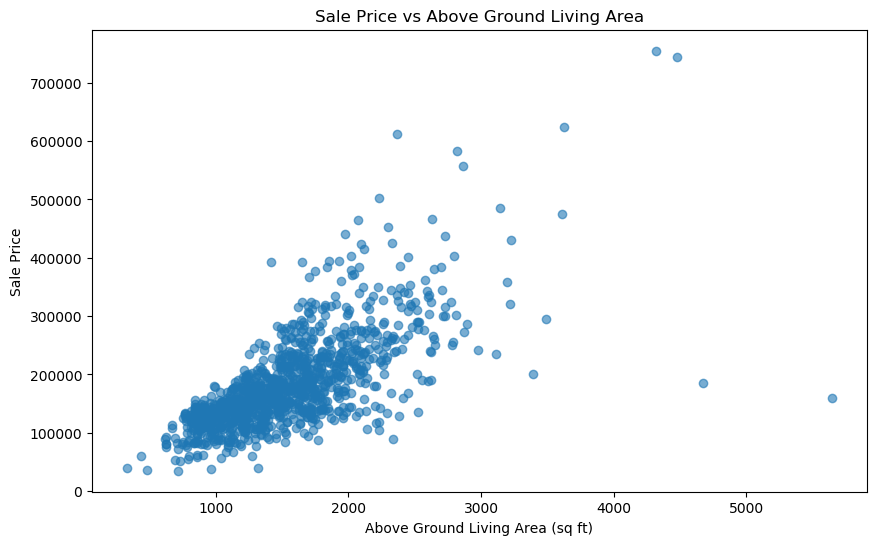 Sale Price vs Above Ground Living Area
700000
600000
500000
400000
300000
200000
100000
0
Sale Price
1000 2000 3000 4000 5000
Above Ground Living Area (sq ft)